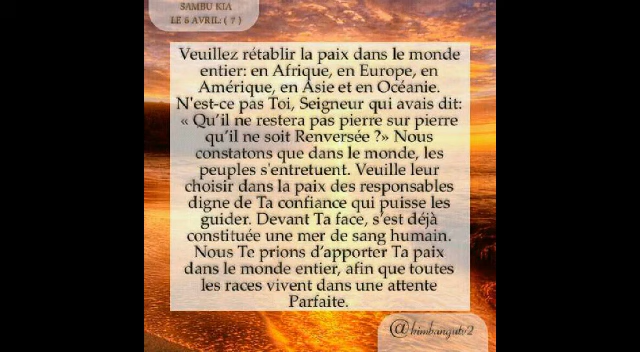 SAMBU KIA
LE 6 AVRIL: ( 7 )
Veuillez rétablir la paix dans le monde
entier: en Afrique, en Europe, en
Amérique, en Asie et en Océanie.
N'est-ce pas Toi, Seigneur qui avais dit:
« Qu'il ne restera pas pierre sur pierre
qu'il ne soit Renversée ?» Nous
constatons que dans le monde, les
peuples s'entretuent. Veuille leur
choisir dans la paix des responsables
digne de Ta confiance qui puisse les
guider. Devant Ta face, s'est déjà
constituée une mer de sang humain.
Nous Te prions d'apporter Ta paix
dans le monde entier, afin que toutes
les races vivent dans une attente
Parfaite.
@kimbangutv2